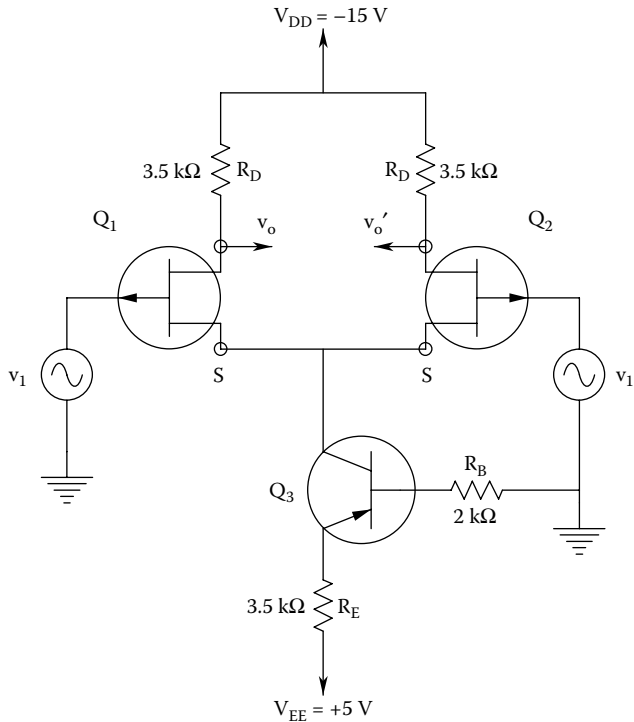 V_DD = −15 V
3.5 kΩ R_D
R_D 3.5 kΩ
Q_1
v_o
v_o′
Q_2
v_1
S
S
v_1
Q_3
R_B
2 kΩ
3.5 kΩ R_E
V_EE = +5 V